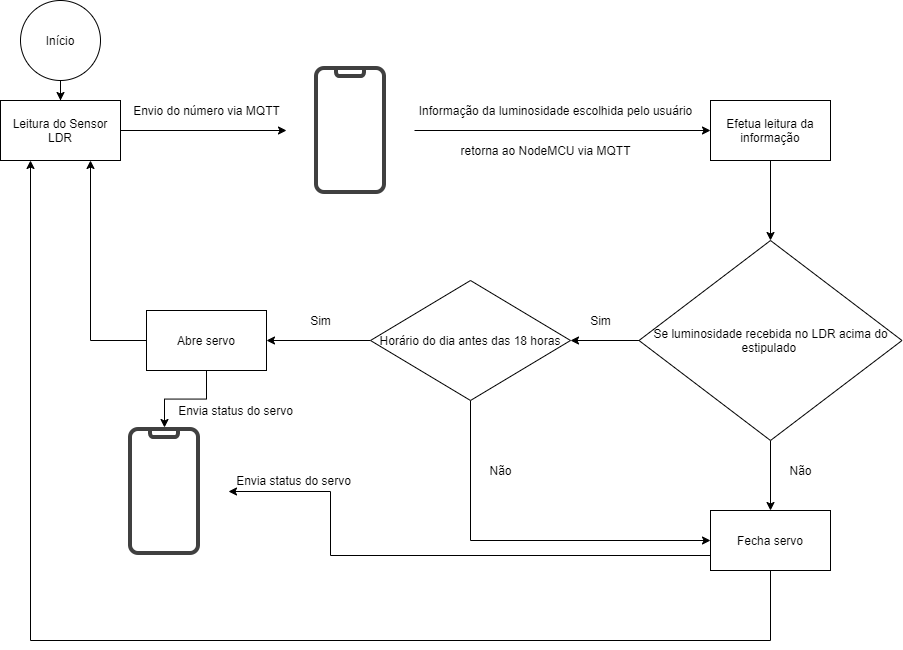 Início
Leitura do Sensor
LDR
Envio do número via MQTT
Informação da luminosidade escolhida pelo usuário
retorna ao NodeMCU via MQTT
Efetua leitura da
informação
Se luminosidade recebida no LDR acima do
estipulado
Sim
Horário do dia antes das 18 horas
Sim
Abre servo
Envia status do servo
Não
Não
Envia status do servo
Fecha servo